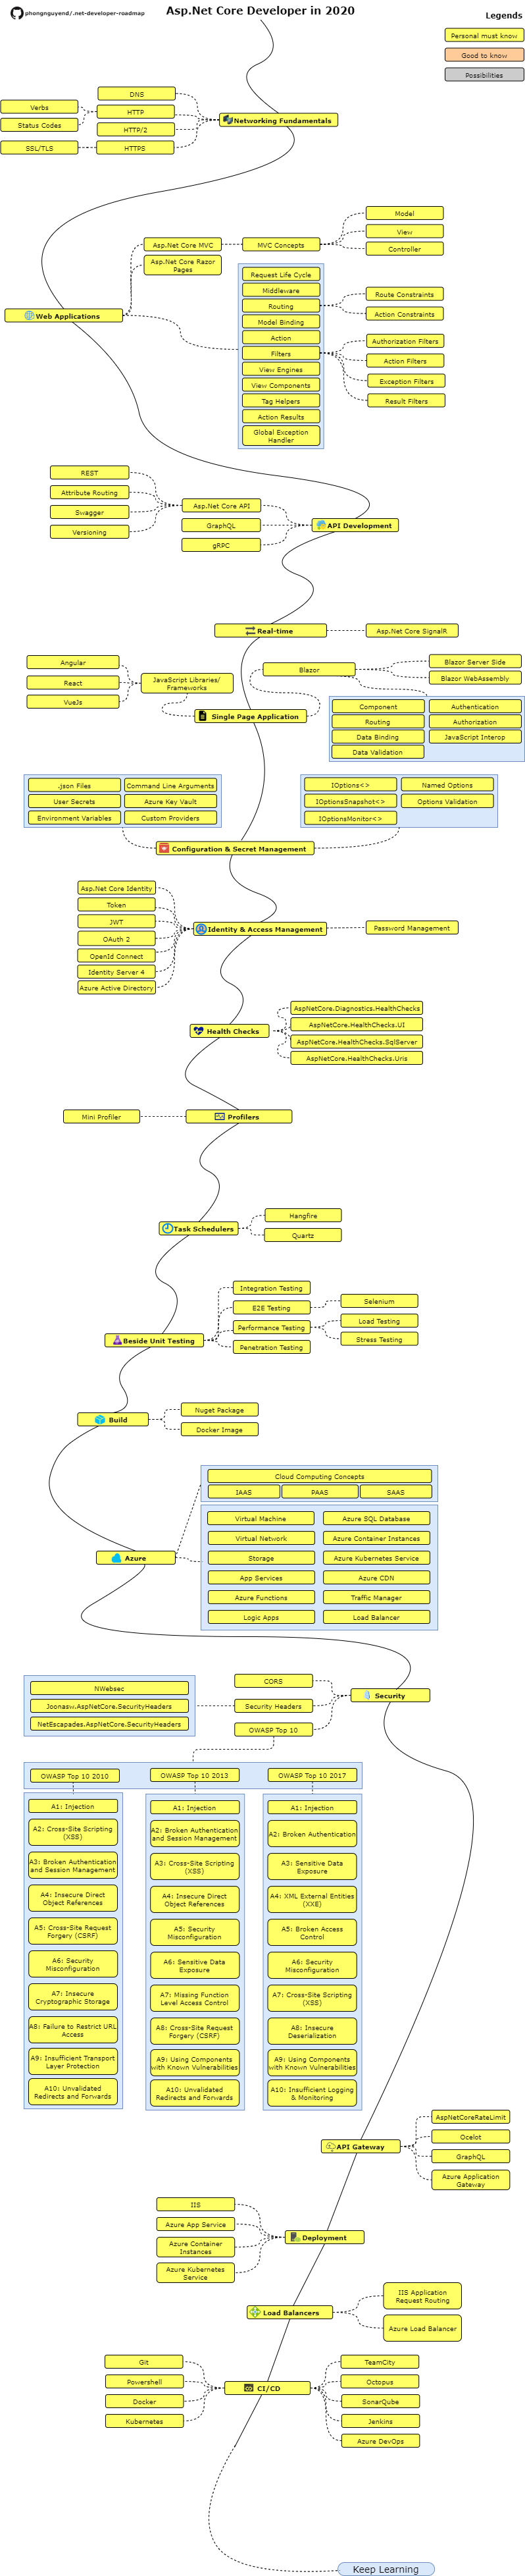 phongnguyend/.net-developer-roadmap
Asp.Net Core Developer in 2020
Legends
Personal must know
Good to know
Possibilities
DNS
Verbs
HTTP
Networking Fundamentals
Status Codes
HTTP/2
SSL/TLS
HTTPS
Model
View
Asp.Net Core MVC
MVC Concepts
Controller
Asp.Net Core Razor
Pages
Request Life Cycle
Middleware
Route Constraints
Routing
Action Constraints
Web Applications
Model Binding
Action
Authorization Filters
Filters
Action Filters
View Engines
Exception Filters
View Components
Result Filters
Tag Helpers
Action Results
Global Exception
Handler
REST
Attribute Routing
Asp.Net Core API
Swagger
GraphQL
API Development
Versioning
gRPC
Real-time
Asp.Net Core SignalR
Angular
Blazor Server Side
Blazor
React
JavaScript Libraries/
Frameworks
Blazor WebAssembly
VueJs
Single Page Application
Component
Authentication
Routing
Authorization
Data Binding
JavaScript Interop
Data Validation
.json Files
Command Line Arguments
IOptions<>
Named Options
User Secrets
Azure Key Vault
IOptionsSnapshot<>
Options Validation
Environment Variables
Custom Providers
IOptionsMonitor<>
Configuration & Secret Management
Asp.Net Core Identity
Token
JWT
Identity & Access Management
Password Management
OAuth 2
OpenId Connect
Identity Server 4
Azure Active Directory
AspNetCore.Diagnostics.HealthChecks
AspNetCore.HealthChecks.UI
Health Checks
AspNetCore.HealthChecks.SqlServer
AspNetCore.HealthChecks.Uris
Mini Profiler
Profilers
Hangfire
Task Schedulers
Quartz
Integration Testing
E2E Testing
Selenium
Performance Testing
Load Testing
Beside Unit Testing
Stress Testing
Penetration Testing
Nuget Package
Build
Docker Image
Cloud Computing Concepts
IAAS
PAAS
SAAS
Virtual Machine
Azure SQL Database
Virtual Network
Azure Container Instances
Azure
Storage
Azure Kubernetes Service
App Services
Azure CDN
Azure Functions
Traffic Manager
Logic Apps
Load Balancer
CORS
NWebsec
Security
Joonasw.AspNetCore.SecurityHeaders
Security Headers
NetEscapades.AspNetCore.SecurityHeaders
OWASP Top 10
OWASP Top 10 2010
OWASP Top 10 2013
OWASP Top 10 2017
A1: Injection
A2: Cross-Site Scripting
(XSS)
A3: Broken Authentication
and Session Management
A4: Insecure Direct
Object References
A5: Cross-Site Request
Forgery (CSRF)
A6: Security
Misconfiguration
A7: Insecure
Cryptographic Storage
A8: Failure to Restrict URL
Access
A9: Insufficient Transport
Layer Protection
A10: Unvalidated
Redirects and Forwards
A1: Injection
A2: Broken Authentication
and Session Management
A3: Cross-Site Scripting
(XSS)
A4: Insecure Direct
Object References
A5: Security
Misconfiguration
A6: Sensitive Data
Exposure
A7: Missing Function
Level Access Control
A8: Cross-Site Request
Forgery (CSRF)
A9: Using Components
with Known Vulnerabilities
A10: Unvalidated
Redirects and Forwards
A1: Injection
A2: Broken Authentication
A3: Sensitive Data
Exposure
A4: XML External Entities
(XXE)
A5: Broken Access
Control
A6: Security
Misconfiguration
A7: Cross-Site Scripting
(XSS)
A8: Insecure
Deserialization
A9: Using Components
with Known Vulnerabilities
A10: Insufficient Logging
& Monitoring
AspNetCoreRateLimit
Ocelot
API Gateway
GraphQL
Azure Application
Gateway
IIS
Azure App Service
Deployment
Azure Container
Instances
Azure Kubernetes
Service
IIS Application
Request Routing
Load Balancers
Azure Load Balancer
Git
TeamCity
Powershell
Octopus
CI/CD
Docker
SonarQube
Kubernetes
Jenkins
Azure DevOps
Keep Learning